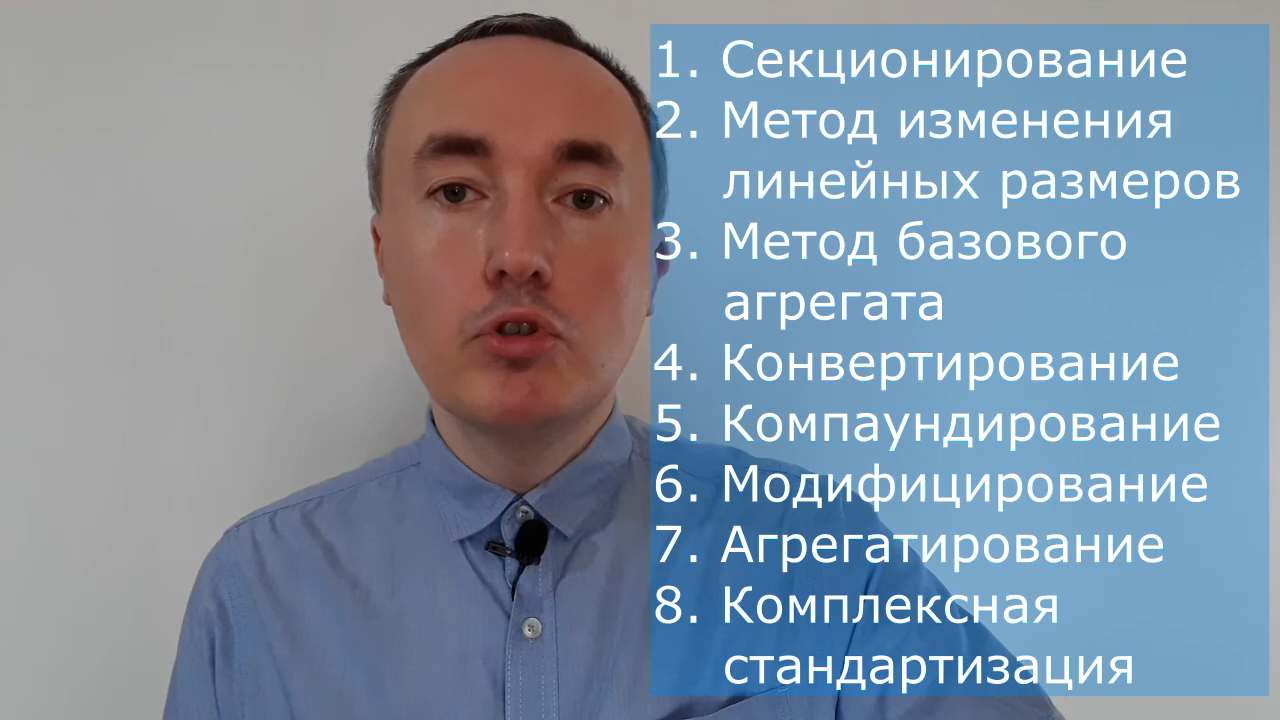 1. Секционирование
2. Метод изменения
линейных размеров
3. Метод базового
агрегата
4. Конвертирование
5. Компаундирование
6. Модифицирование
7. Агрегатирование
8. Комплексная
стандартизация